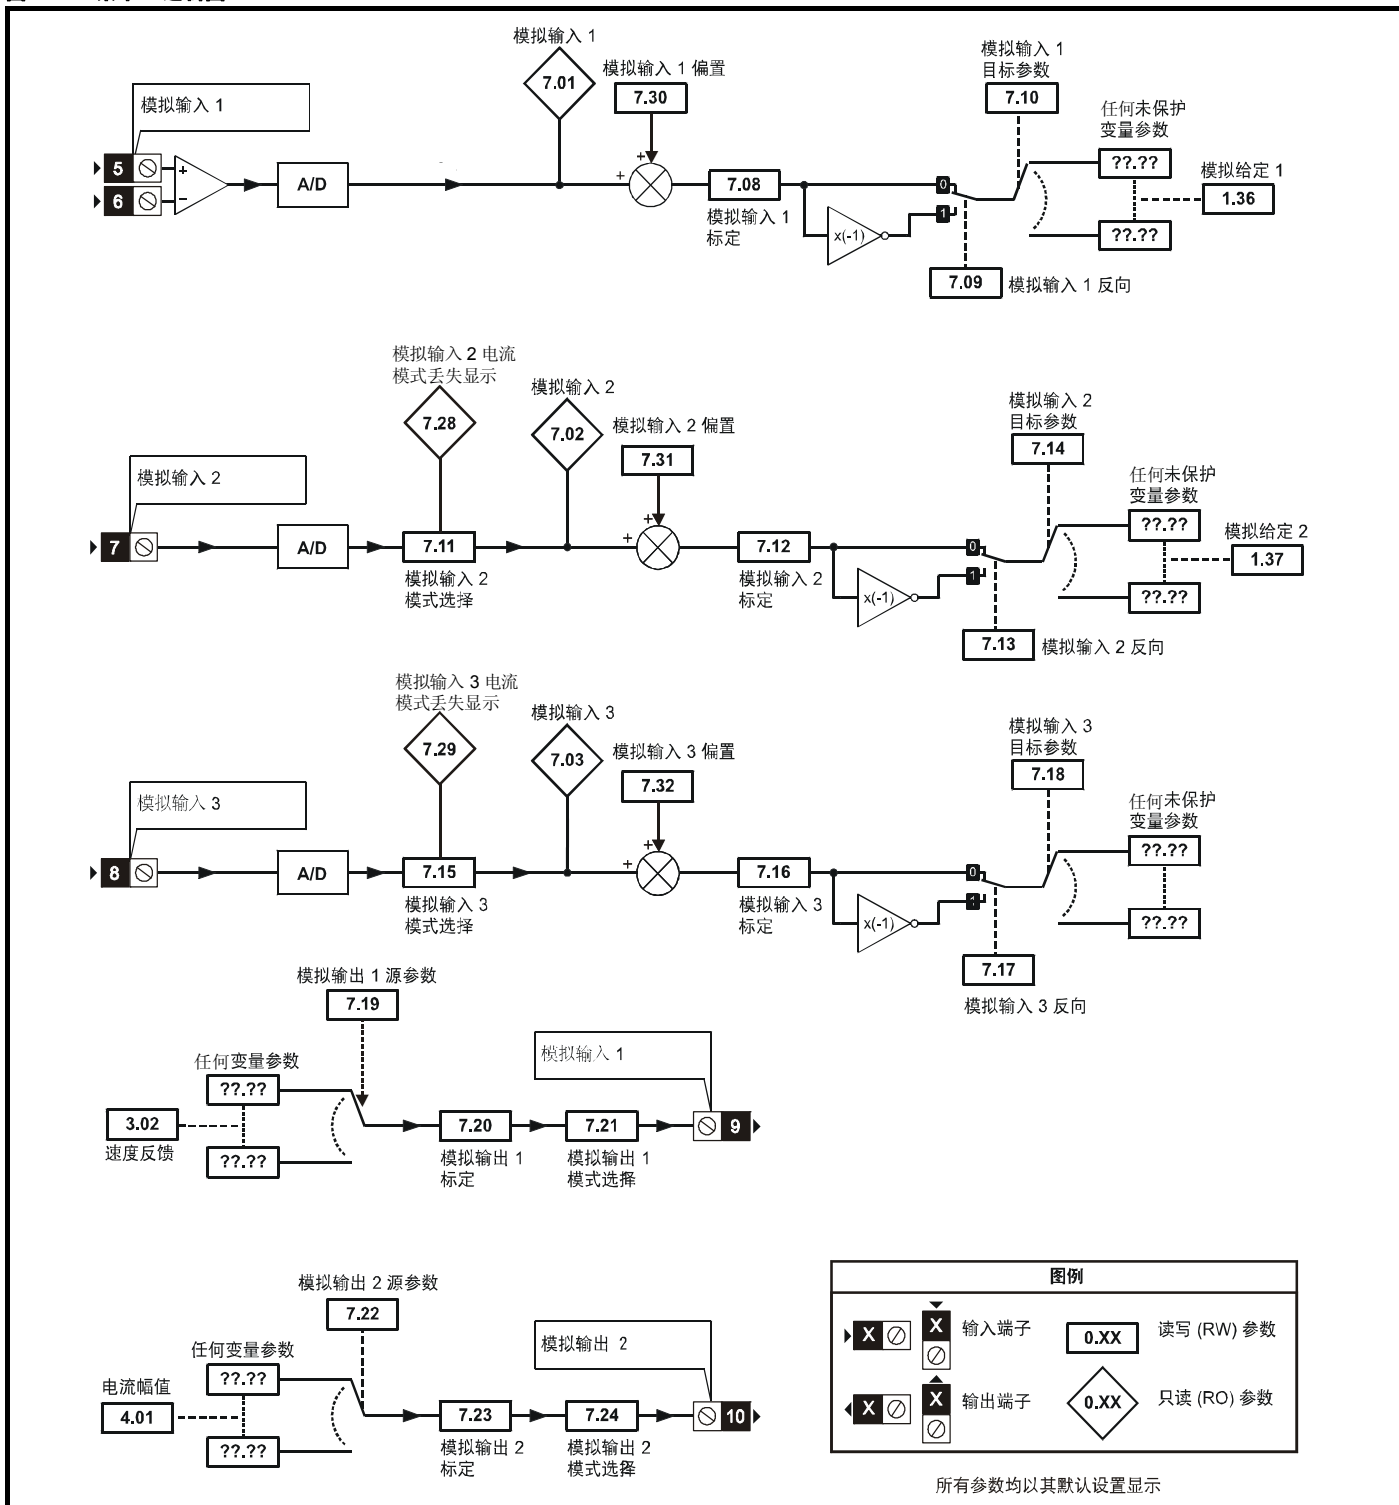 模拟输入 1
模拟输入 1 偏置
7.01
7.30
模拟输入 1
目标参数
7.10
任何未保护
变量参数
模拟输入 1
5
6
+
−
A/D
+
+
7.08
模拟输入 1
标定
x(-1)
0
1
??.??
??.??
模拟给定 1
1.36
7.09
模拟输入 1 反向
模拟输入 2 电流
模式丢失显示
7.28
模拟输入 2
7.02
模拟输入 2 偏置
7.31
模拟输入 2
目标参数
7.14
任何未保护
变量参数
模拟输入 2
7
A/D
7.11
模拟输入 2
模式选择
+
+
7.12
模拟输入 2
标定
x(-1)
0
1
??.??
??.??
模拟给定 2
1.37
7.13
模拟输入 2 反向
模拟输入 3 电流
模式丢失显示
7.29
模拟输入 3
7.03
模拟输入 3 偏置
7.32
模拟输入 3
目标参数
7.18
任何未保护
变量参数
模拟输入 3
8
A/D
7.15
模拟输入 3
模式选择
+
+
7.16
模拟输入 3
标定
x(-1)
0
1
??.??
??.??
7.17
模拟输入 3 反向
模拟输出 1 源参数
7.19
任何变量参数
??.??
3.02
速度反馈
??.??
7.20
模拟输出 1
标定
7.21
模拟输出 1
模式选择
模拟输入 1
9
模拟输出 2 源参数
7.22
任何变量参数
??.??
电流幅值
4.01
??.??
7.23
模拟输出 2
标定
7.24
模拟输出 2
模式选择
模拟输出 2
10
图例
X
X
输入端子
0.XX
读写 (RW) 参数
X
X
输出端子
0.XX
只读 (RO) 参数
所有参数均以其默认设置显示